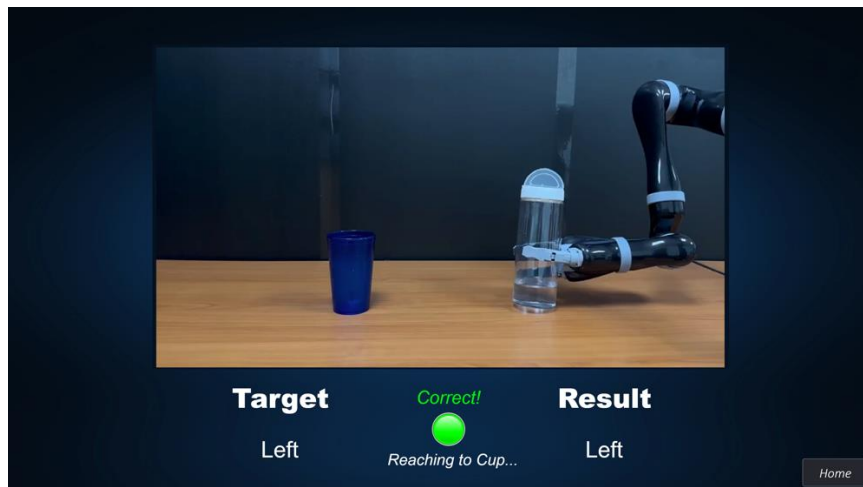 Target
Correct!
Result
Left
Reaching to Cup...
Left
Home